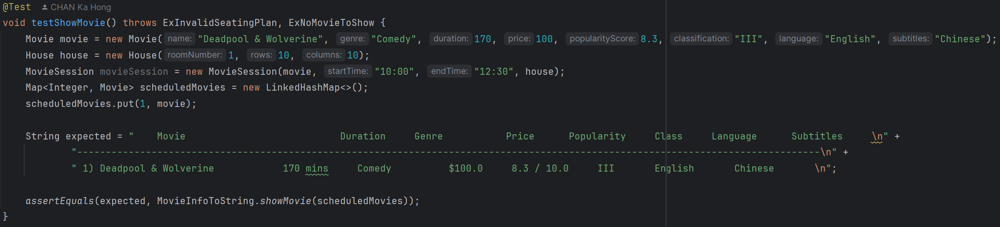 @Test CHAN Ka Hong
void testShowMovie() throws ExInvalidSeatingPlan, ExNoMovieToShow {
    Movie movie = new Movie( name: "Deadpool & Wolverine", genre: "Comedy", duration: 170, price: 100, popularityScore: 8.3, classification: "III", language: "English", subtitles: "Chinese");
    House house = new House( roomNumber: 1, rows: 10, columns: 10);
    MovieSession movieSession = new MovieSession(movie, startTime: "10:00", endTime: "12:30", house);
    Map<Integer, Movie> scheduledMovies = new LinkedHashMap<>();
    scheduledMovies.put(1, movie);
    String expected = "    Movie                           Duration     Genre           Price      Popularity     Class     Language      Subtitles     \n" +
            "----------------------------------------------------------------------------------------------------------------------------------\n" +
            " 1) Deadpool & Wolverine            170 mins     Comedy          $100.0     8.3 / 10.0     III       English       Chinese       \n";
    assertEquals(expected, MovieInfoToString.showMovie(scheduledMovies));
}